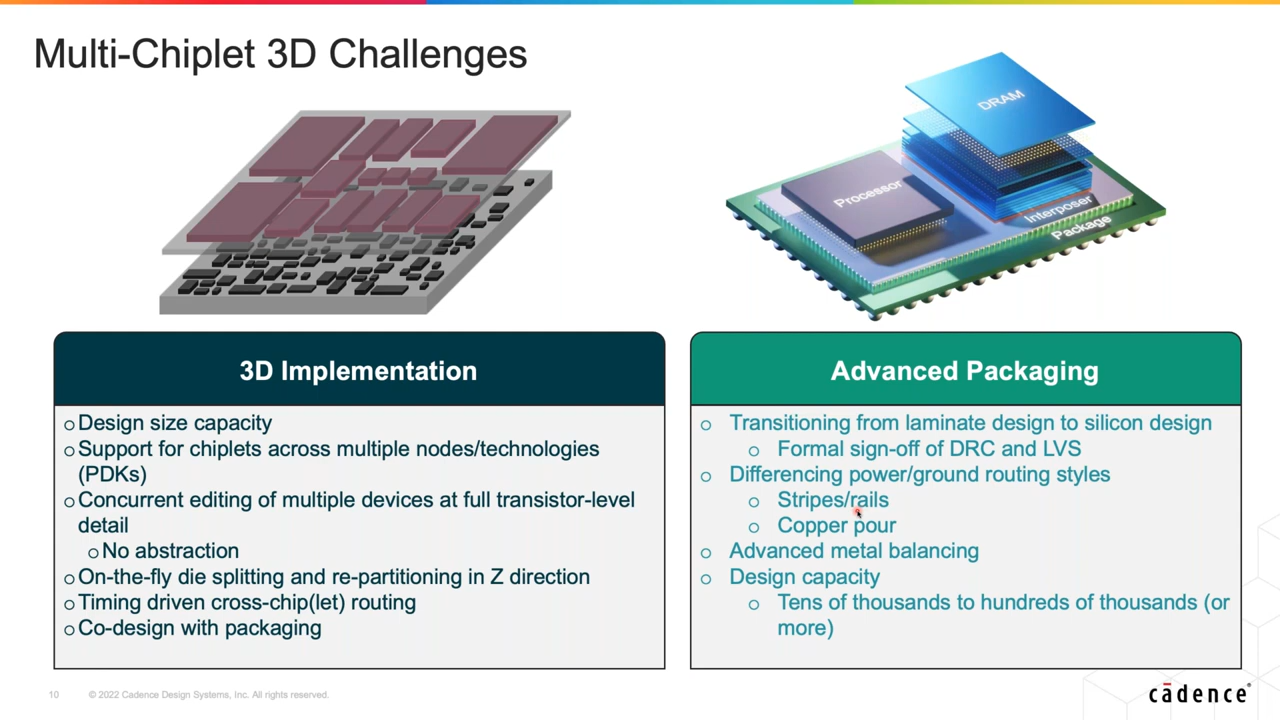 Multi-Chiplet 3D Challenges
DRAM
Processor
Interposer
Package
3D Implementation
o Design size capacity
o Support for chiplets across multiple nodes/technologies
(PDKs)
o Concurrent editing of multiple devices at full transistor-level
detail
o No abstraction
o On-the-fly die splitting and re-partitioning in Z direction
o Timing driven cross-chip(let) routing
o Co-design with packaging
Advanced Packaging
o Transitioning from laminate design to silicon design
o Formal sign-off of DRC and LVS
o Differencing power/ground routing styles
o Stripes/rails
o Copper pour
o Advanced metal balancing
o Design capacity
o Tens of thousands to hundreds of thousands (or
more)
10 © 2022 Cadence Design Systems, Inc. All rights reserved.
cādence®